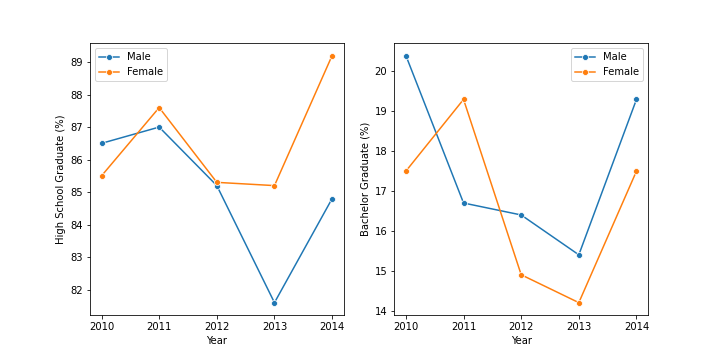 High School Graduate (%)
89
88
87
86
85
84
83
82
2010 2011 2012 2013 2014
Year
Male
Female
Bachelor Graduate (%)
20
19
18
17
16
15
14
2010 2011 2012 2013 2014
Year
Male
Female